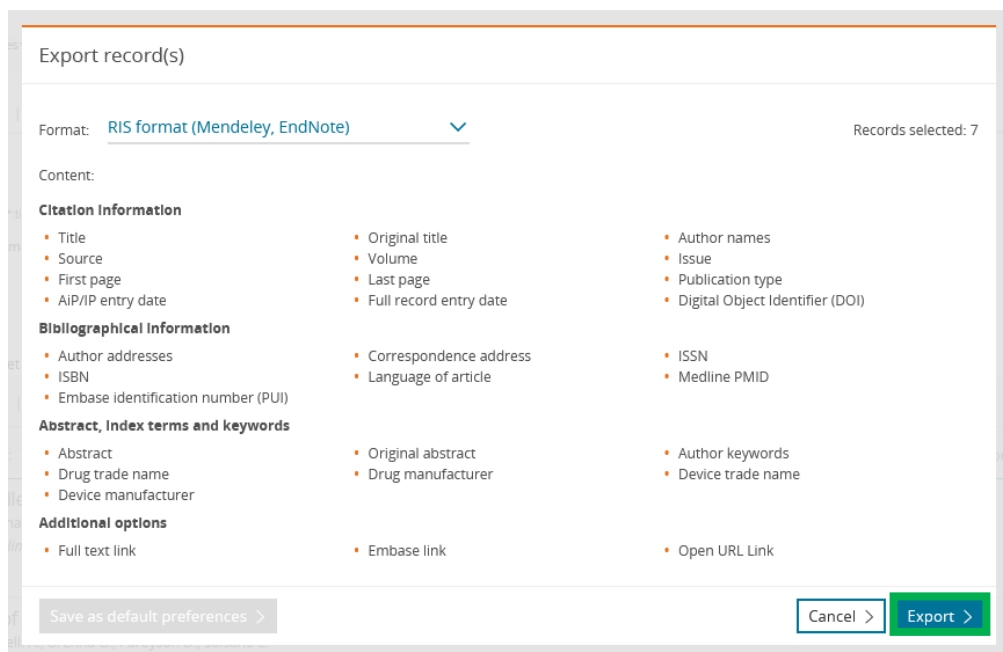 Export record(s)
Format: RIS format (Mendeley, EndNote) Records selected: 7
Content:
Citation Information
• Title • Original title • Author names
• Source • Volume • Issue
• First page • Last page • Publication type
• AiP/IP entry date • Full record entry date • Digital Object Identifier (DOI)
Bibliographical Information
• Author addresses • Correspondence address • ISSN
• ISBN • Language of article • Medline PMID
• Embase identification number (PUI)
Abstract, Index terms and keywords
• Abstract • Original abstract • Author keywords
• Drug trade name • Drug manufacturer • Device trade name
• Device manufacturer
Additional options
• Full text link • Embase link • Open URL Link
Save as default preferences > Cancel > Export >